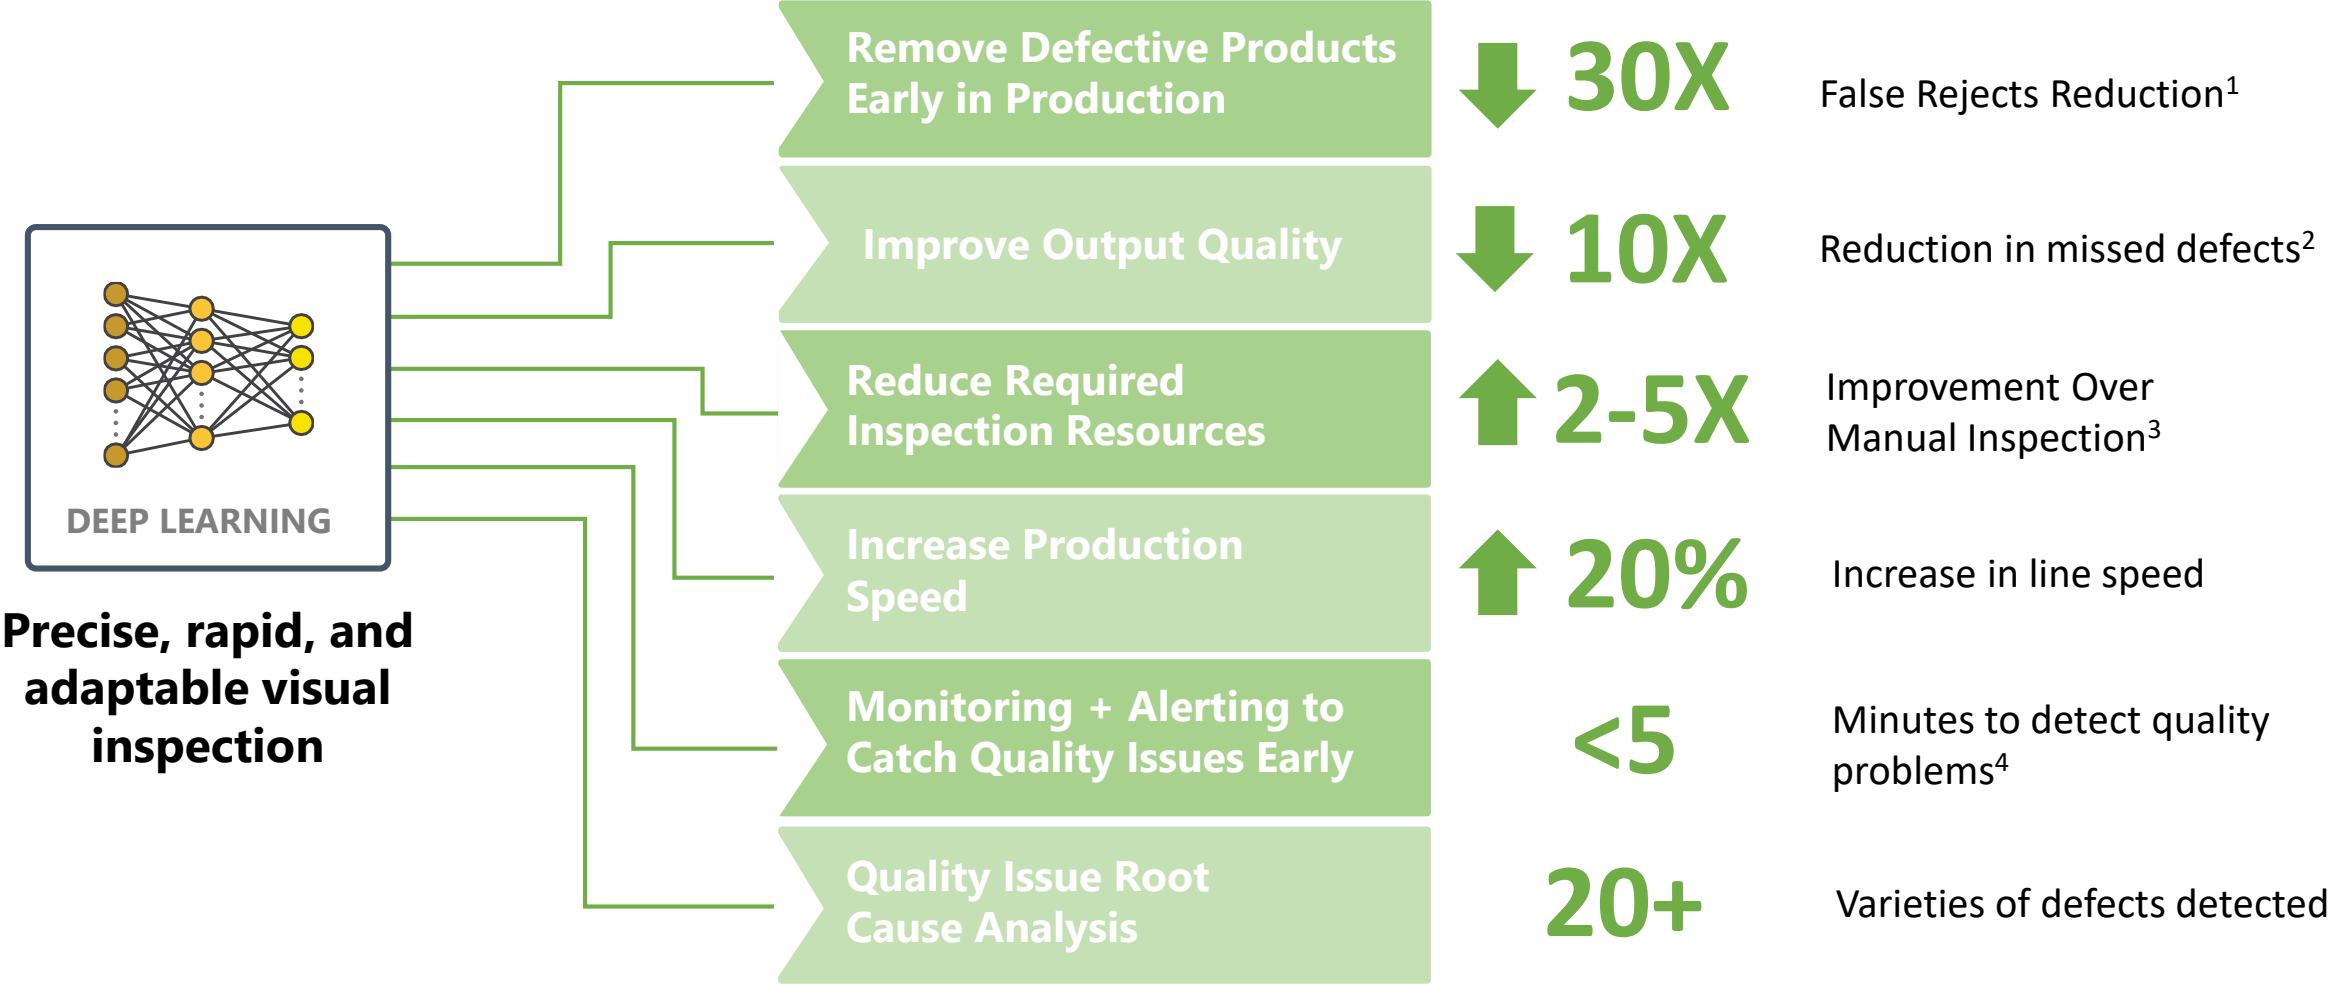 DEEP LEARNING
Precise, rapid, and
adaptable visual
inspection
Remove Defective Products
Early in Production
30X
False Rejects Reduction¹
Improve Output Quality
10X
Reduction in missed defects²
Reduce Required
Inspection Resources
2-5X
Improvement Over
Manual Inspection³
Increase Production
Speed
20%
Increase in line speed
Monitoring + Alerting to
Catch Quality Issues Early
<5
Minutes to detect quality
problems⁴
Quality Issue Root
Cause Analysis
20+
Varieties of defects detected